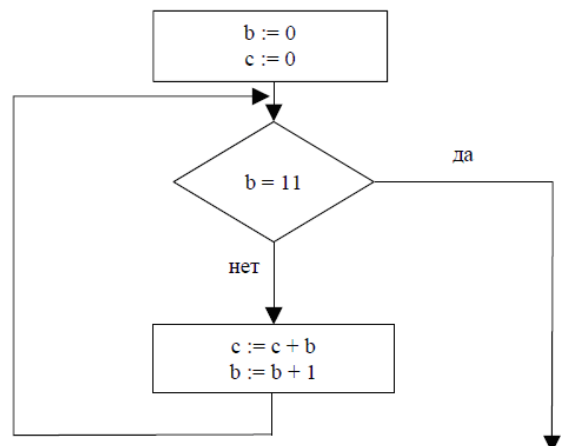 b := 0
c := 0
b = 11
да
нет
c := c + b
b := b + 1